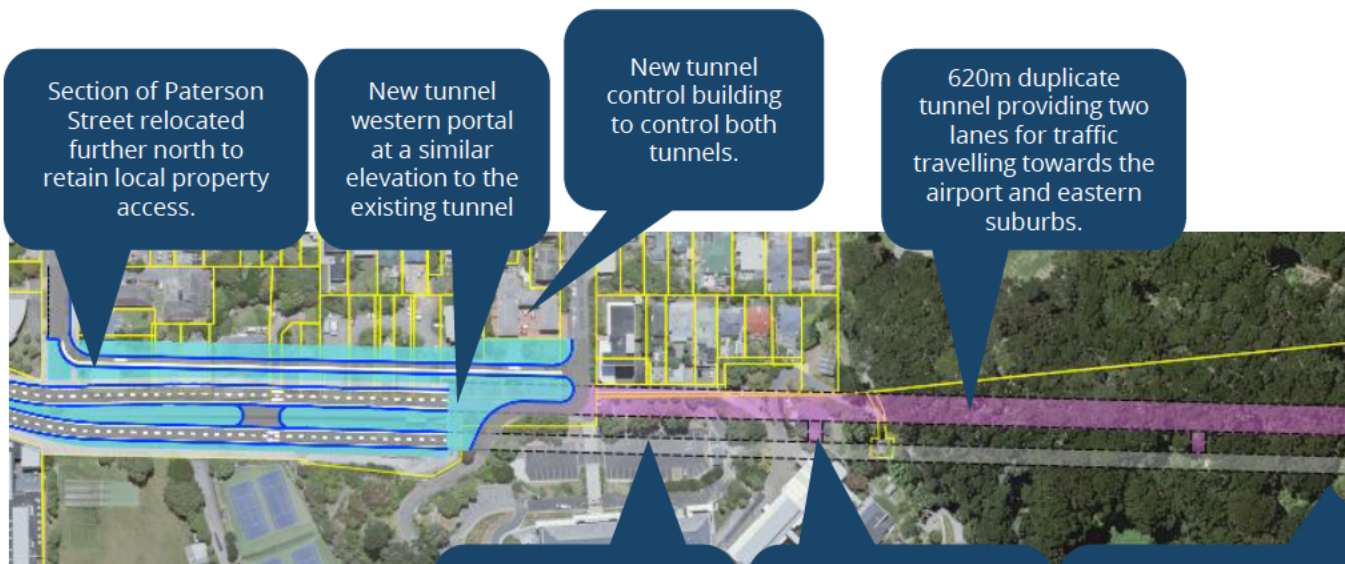 Section of Paterson
Street relocated
further north to
retain local property
access.
New tunnel
western portal
at a similar
elevation to the
existing tunnel
New tunnel
control building
to control both
tunnels.
620m duplicate
tunnel providing two
lanes for traffic
travelling towards the
airport and eastern
suburbs.